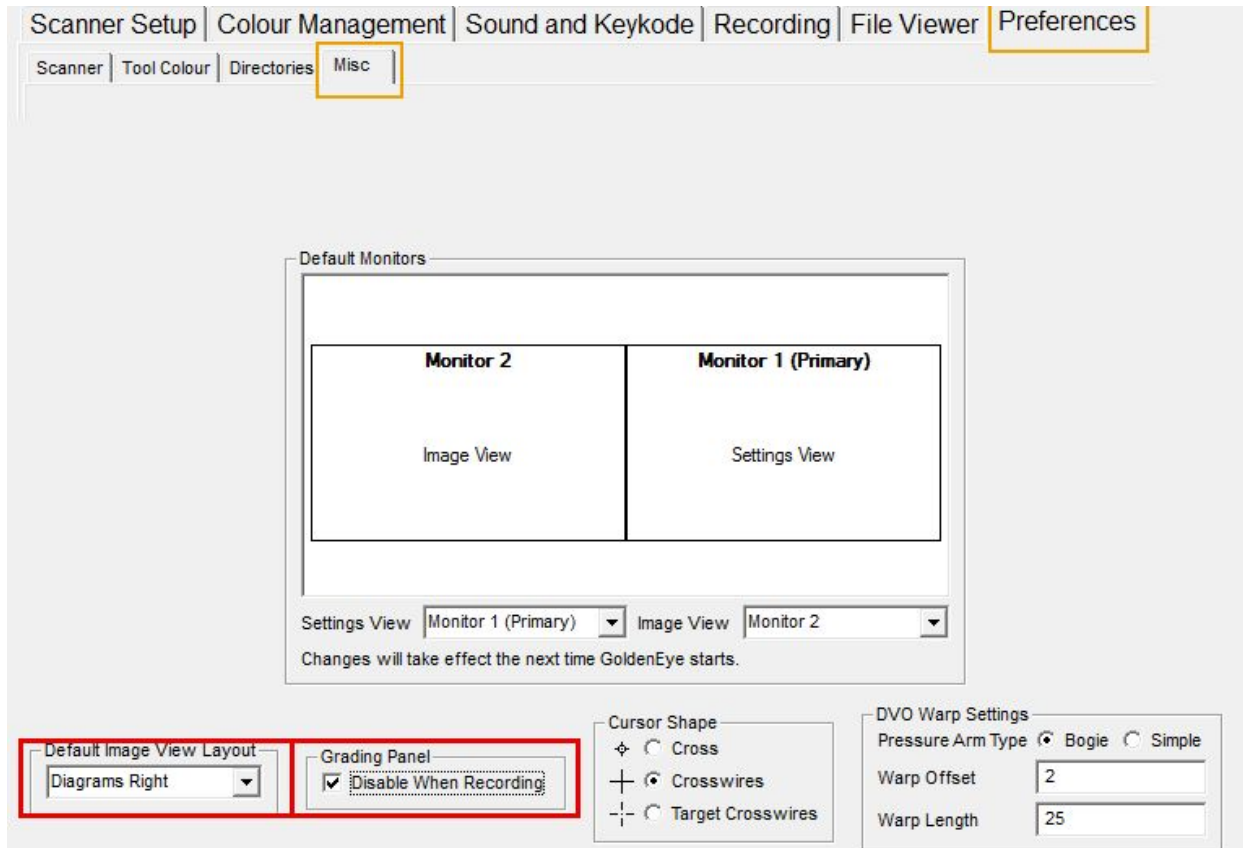 Scanner Setup Colour Management Sound and Keykode Recording File Viewer Preferences
Scanner Tool Colour Directories Misc
Default Monitors
Monitor 2 Monitor 1 (Primary)
Image View Settings View
Settings View Monitor 1 (Primary) Image View Monitor 2
Changes will take effect the next time GoldenEye starts.
Default Image View Layout
Diagrams Right
Grading Panel
Disable When Recording
Cursor Shape
Cross
Crosswires
Target Crosswires
DVO Warp Settings
Pressure Arm Type Bogie Simple
Warp Offset 2
Warp Length 25